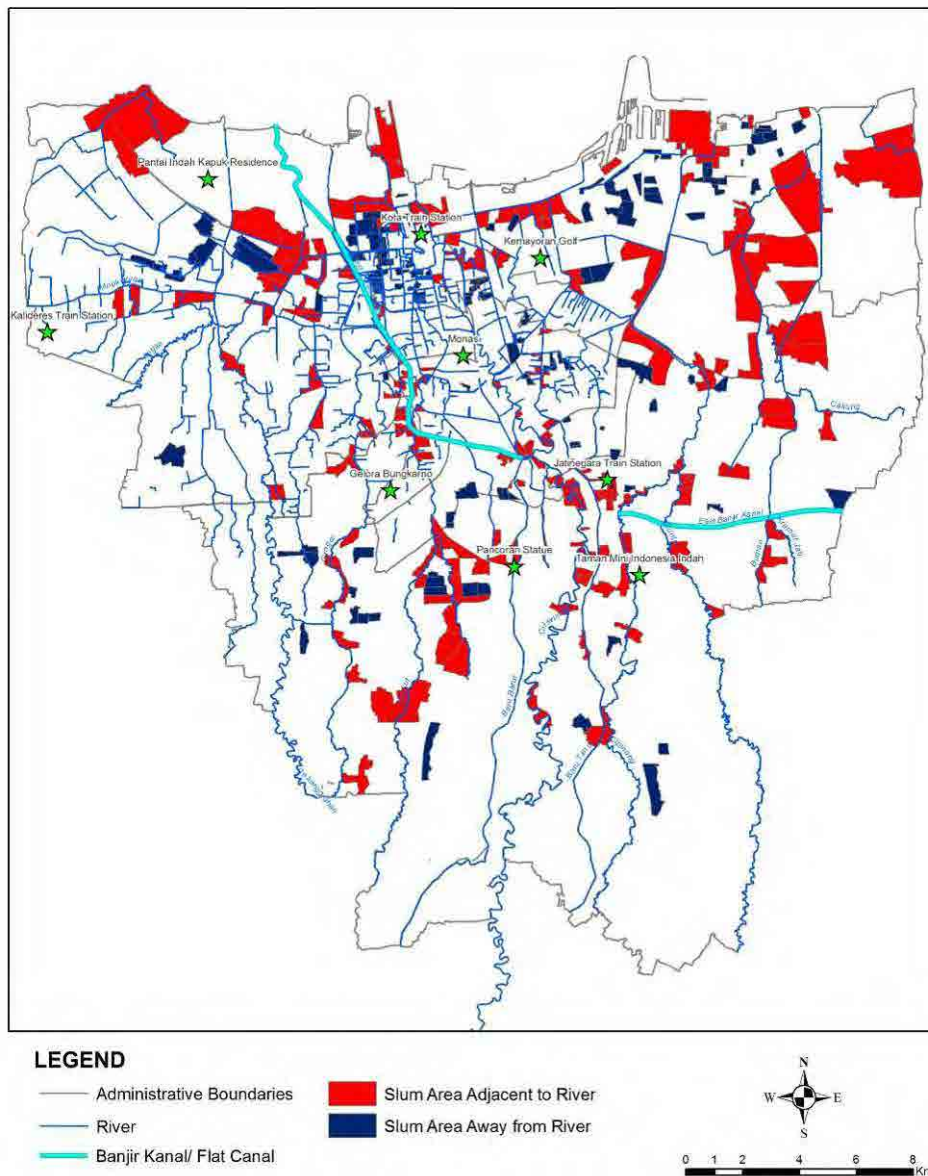 Pantai Indah Kapuk Residence
Kota Train Station
Kemayoran Golf
Kalideres Train Station
Monas
Cakung
Jatinegara Train Station
Gelora Bungkarno
Pancoran Statue
Taman Mini Indonesia Indah
LEGEND
Administrative Boundaries
River
Banjir Kanal/ Flat Canal
Slum Area Adjacent to River
Slum Area Away from River
N
W
E
S
0 2 4 6 8